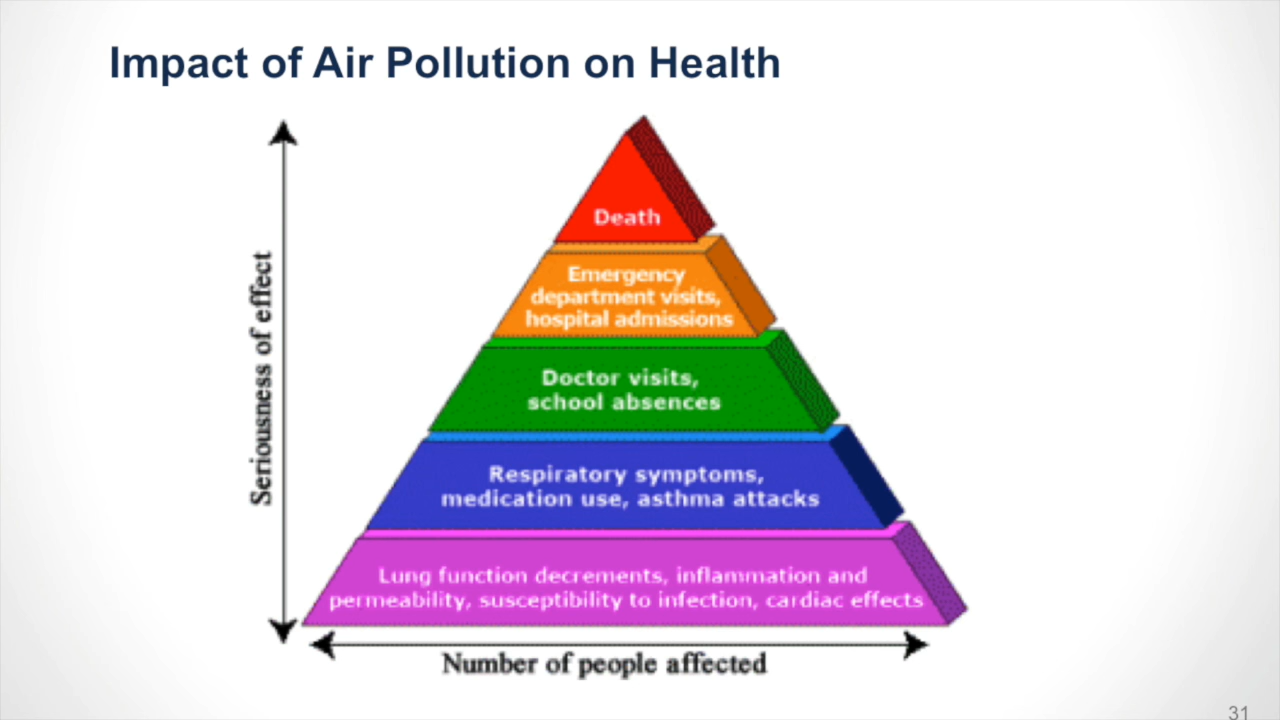 Impact of Air Pollution on Health
Seriousness of effect
Death
Emergency
department visits,
hospital admissions
Doctor visits,
school absences
Respiratory symptoms,
medication use, asthma attacks
Lung function decrements, inflammation and
permeability, susceptibility to infection, cardiac effects
Number of people affected
31